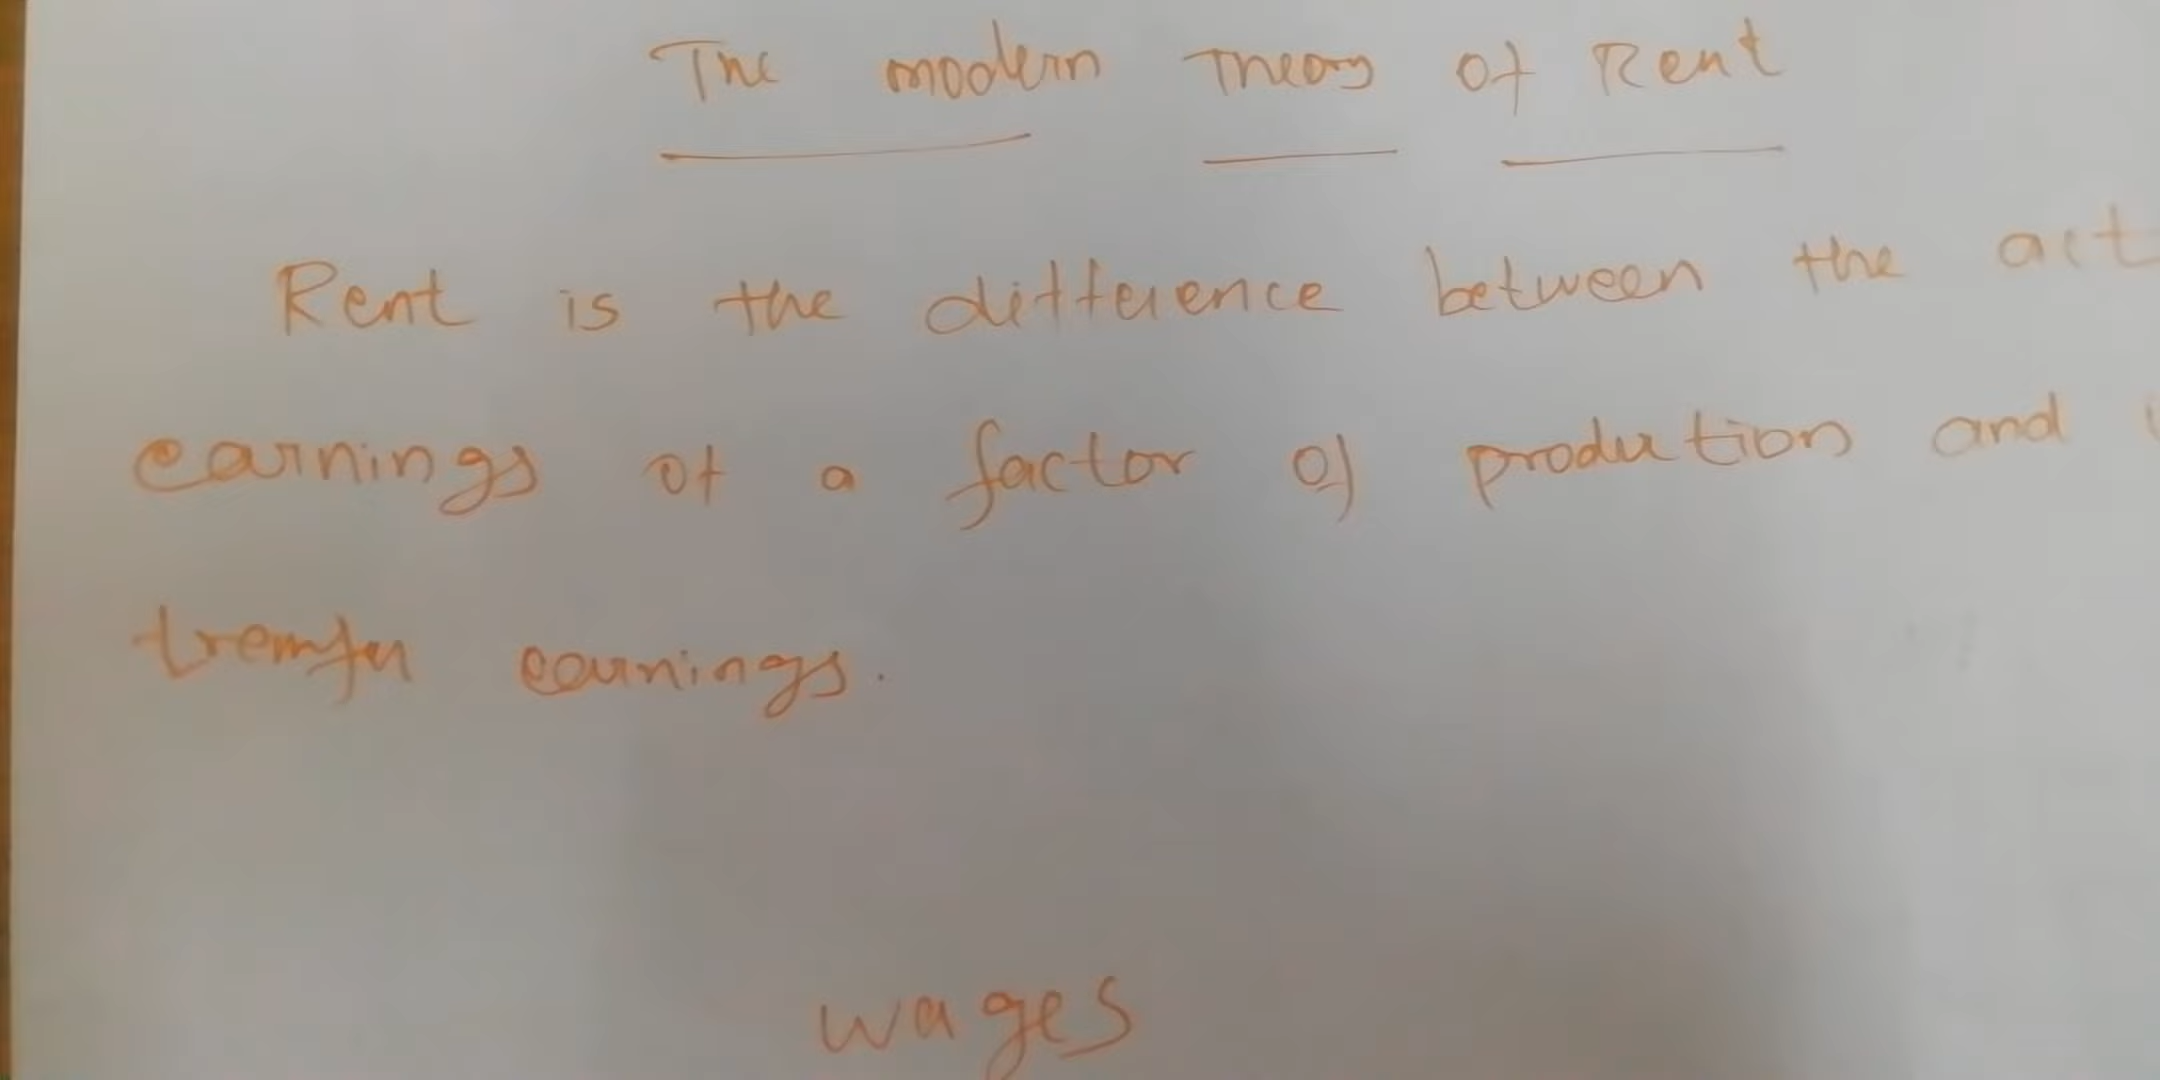 The modern Theory of Rent
Rent is the difference between the act
earnings of a factor of production and
earnings.
wages